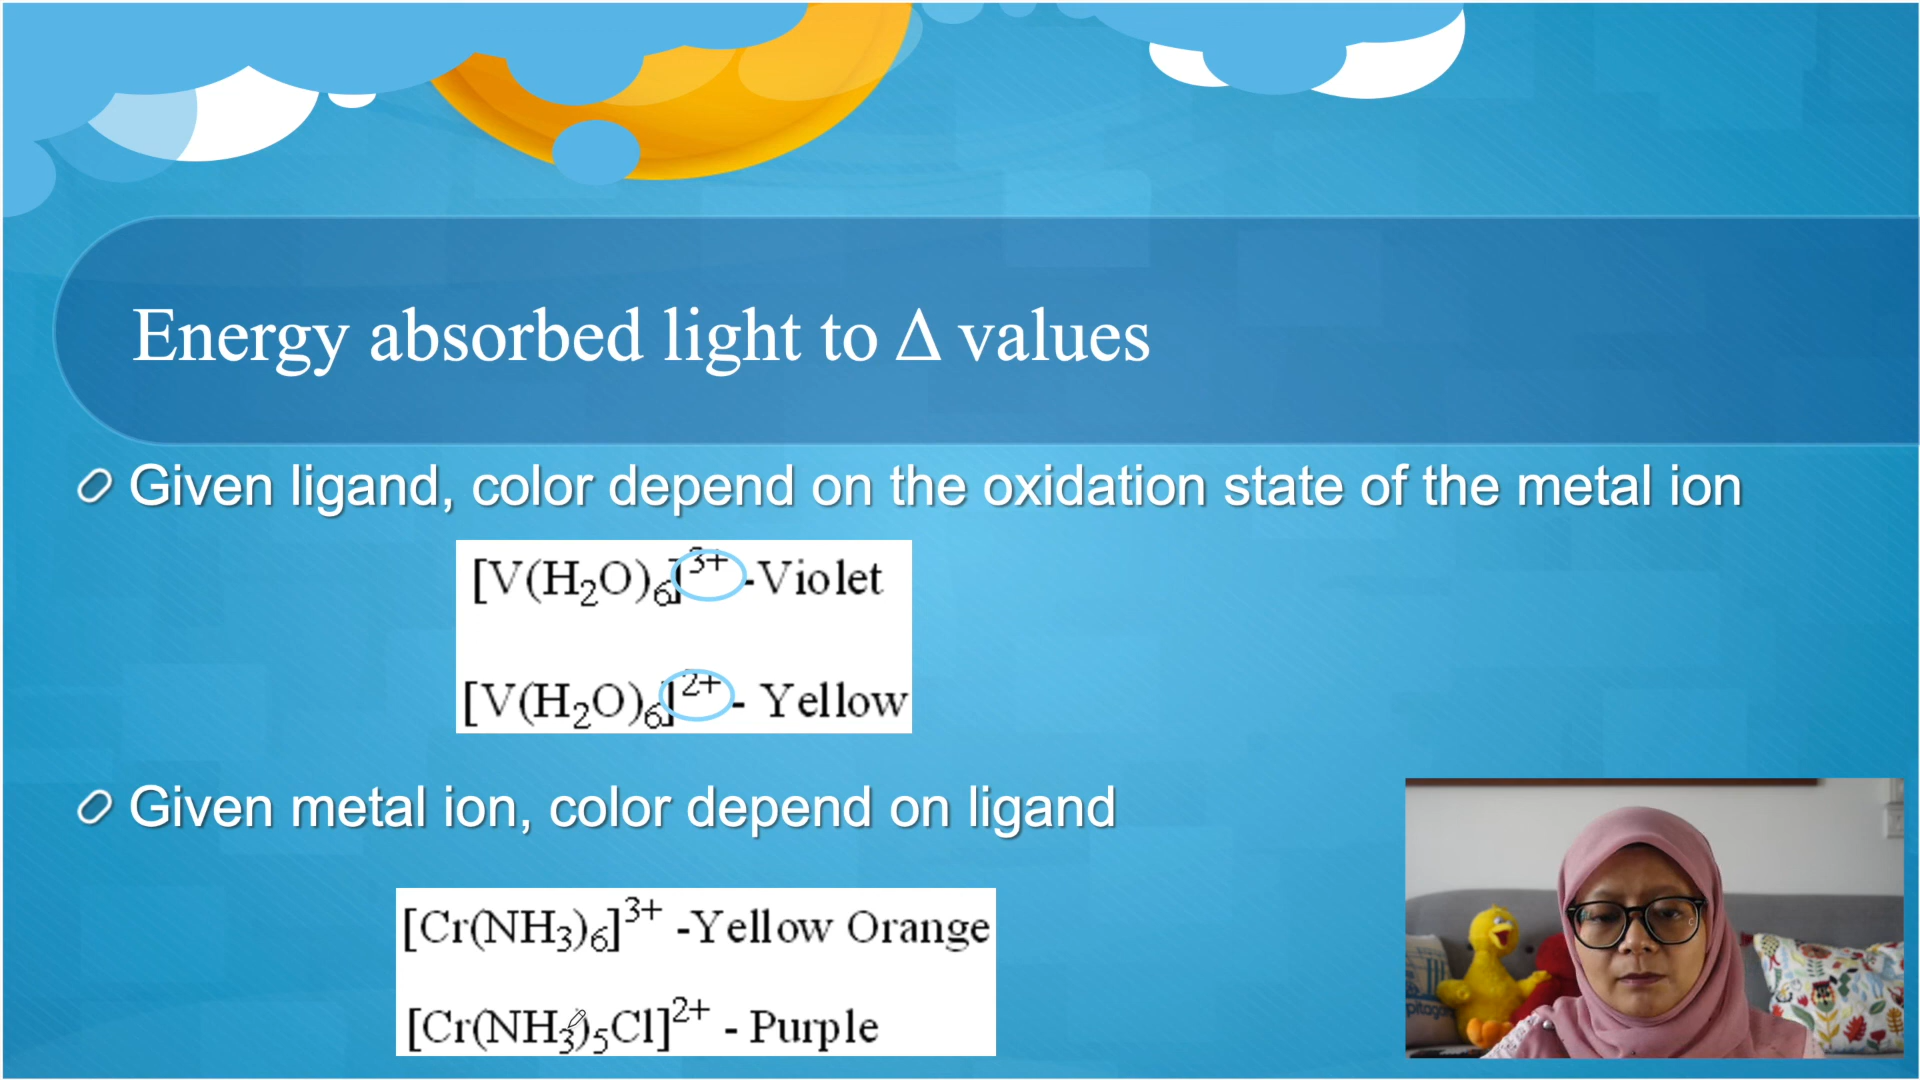 Energy absorbed light to Δ values
Given ligand, color depend on the oxidation state of the metal ion
[V(H₂O)₆]³⁺ -Violet
[V(H₂O)₆]²⁺ - Yellow
Given metal ion, color depend on ligand
[Cr(NH₃)₆]³⁺ -Yellow Orange
[Cr(NH₃)₅Cl]²⁺ - Purple